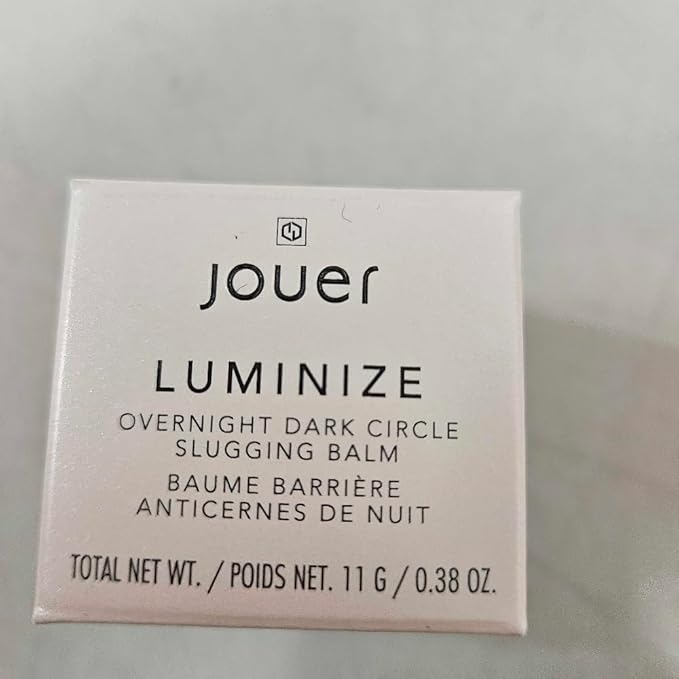 jouer
LUMINIZE
OVERNIGHT DARK CIRCLE
SLUGGING BALM
BAUME BARRIÈRE
ANTICERNES DE NUIT
TOTAL NET WT. / POIDS NET. 11 G / 0.38 OZ.